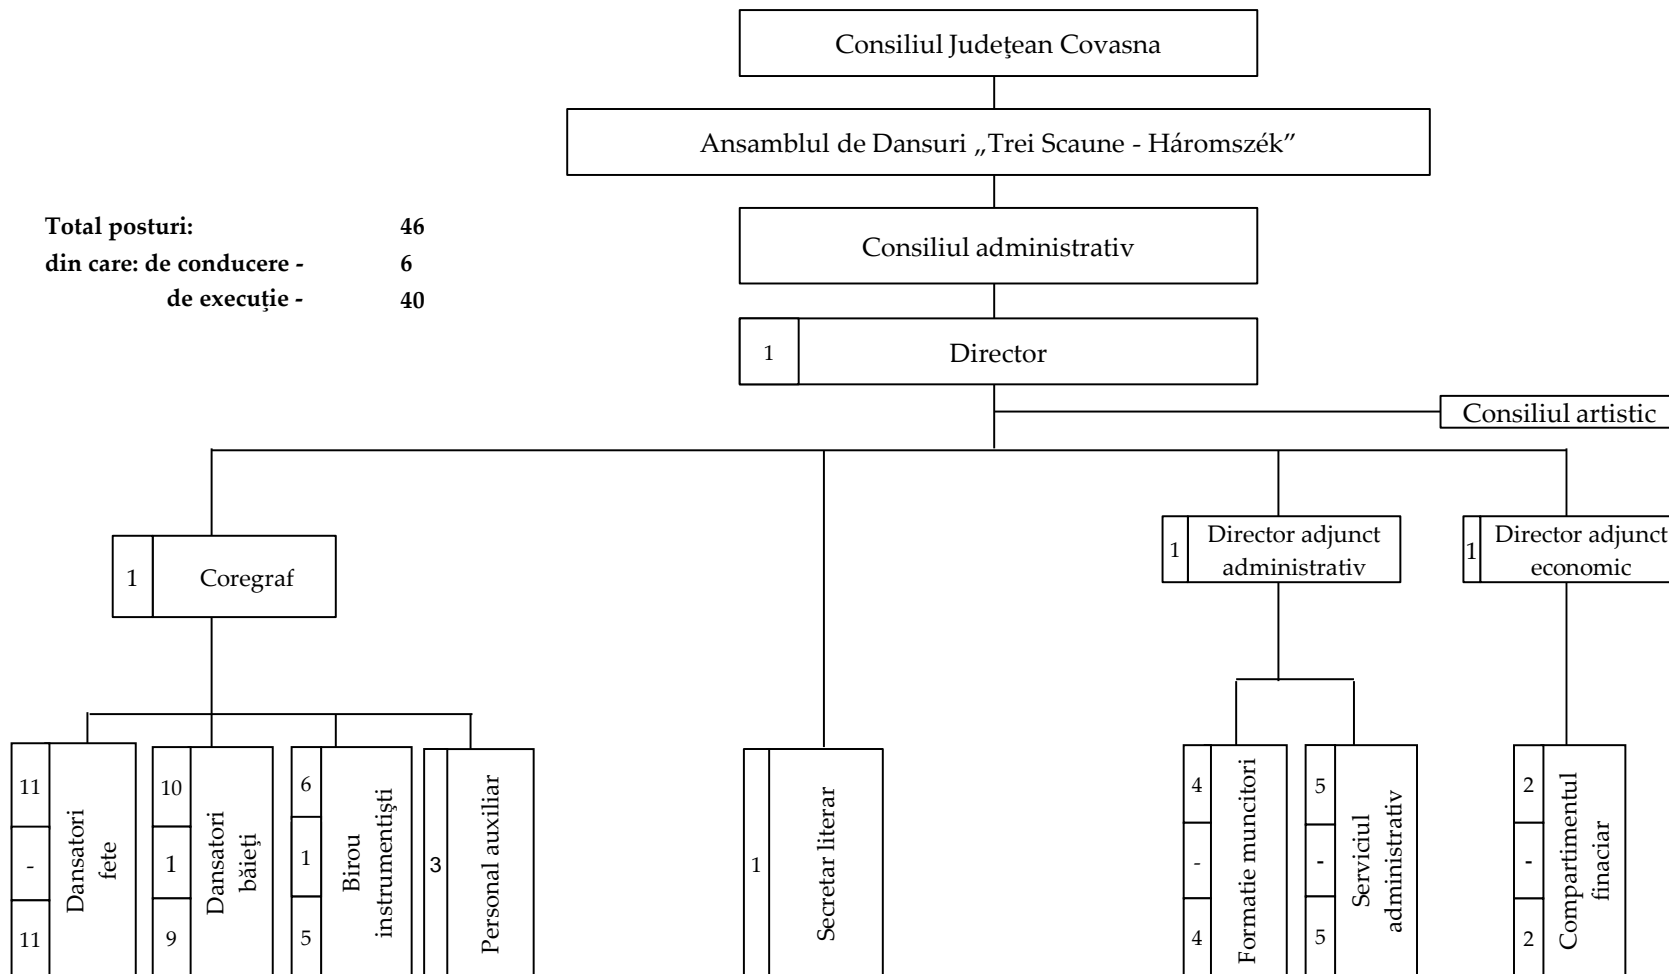 Consiliul Judeţean Covasna
Ansamblul de Dansuri „Trei Scaune - Háromszék”
Total posturi: 46
din care: de conducere - 6
de execuţie - 40
Consiliul administrativ
1 Director
Consiliul artistic
1 Coregraf
1 Director adjunct
administrativ
1 Director adjunct
economic
11
-
11
Dansatori
fete
10
1
9
Dansatori
băieţi
6
1
5
Birou
instrumentişti
3
Personal auxiliar
1
Secretar literar
4
-
4
Formatie muncitori
5
-
5
Serviciul
administrativ
2
-
2
Compartimentul
finaciar